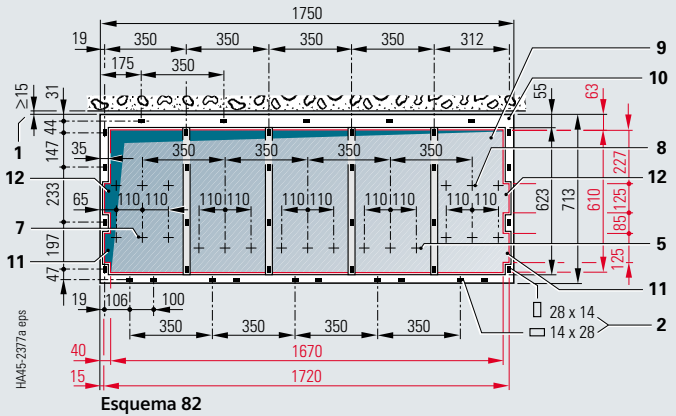 1750
19 350 350 350 350 312
9
175 350
10
≥15 31 55 63
1 44
147 35 350 350 350 350 227
8
12 12
233 110 110 110 110 110 110 110 110 110 110 623 713 610 125
65 85
7 5
11 197 125
11
47
19 106 100
28 x 14
350 350 350 350 14 x 28 2
40 1670
15 1720
HA45-2377a eps
Esquema 82